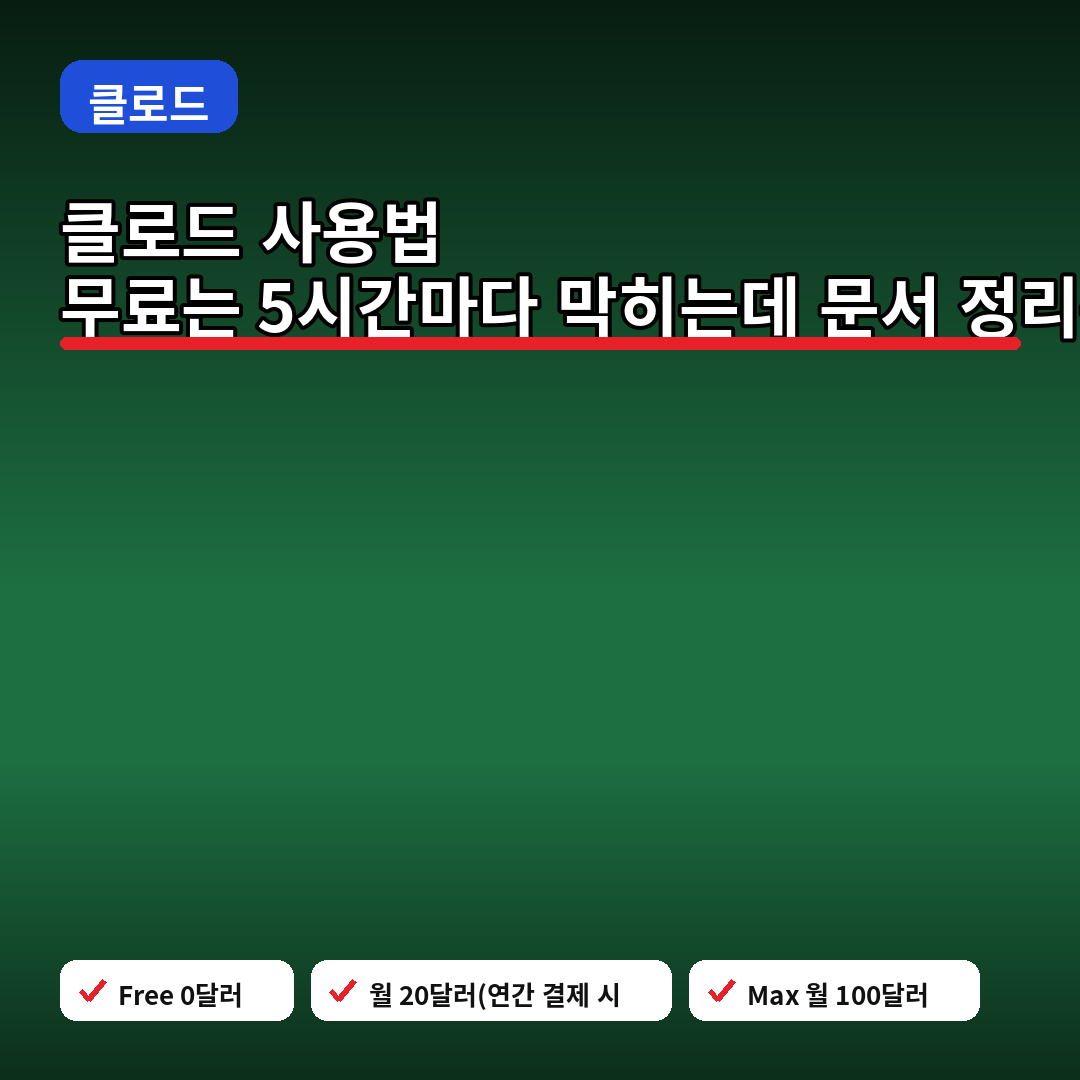 클로드
클로드 사용법
무료는 5시간마다 막히는데 문서 정리
Free 0달러
월 20달러(연간 결제 시
Max 월 100달러